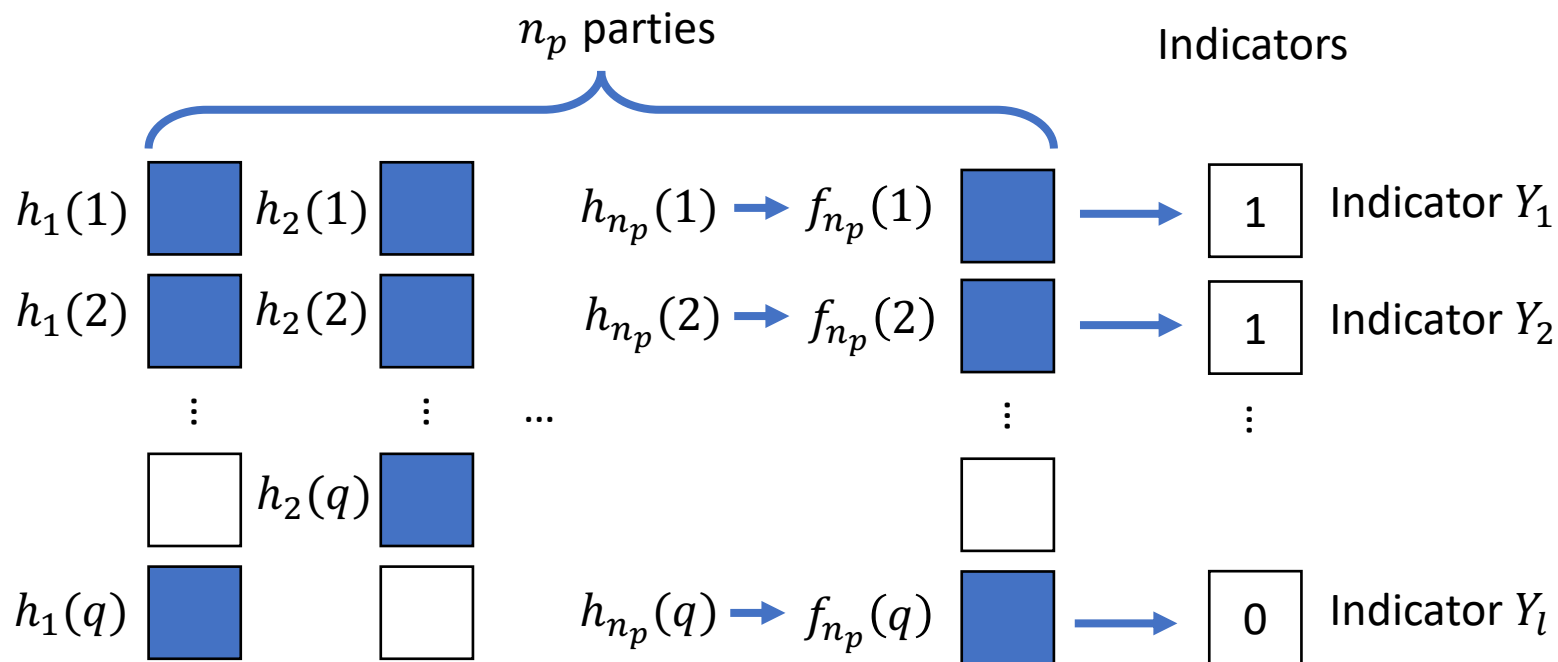 n_p parties
Indicators
h_1(1) h_2(1) h_{n_p}(1) → f_{n_p}(1) → 1 Indicator Y_1
h_1(2) h_2(2) h_{n_p}(2) → f_{n_p}(2) → 1 Indicator Y_2
⋮ ⋮ … ⋮ ⋮
h_2(q)
h_1(q) h_{n_p}(q) → f_{n_p}(q) → 0 Indicator Y_l